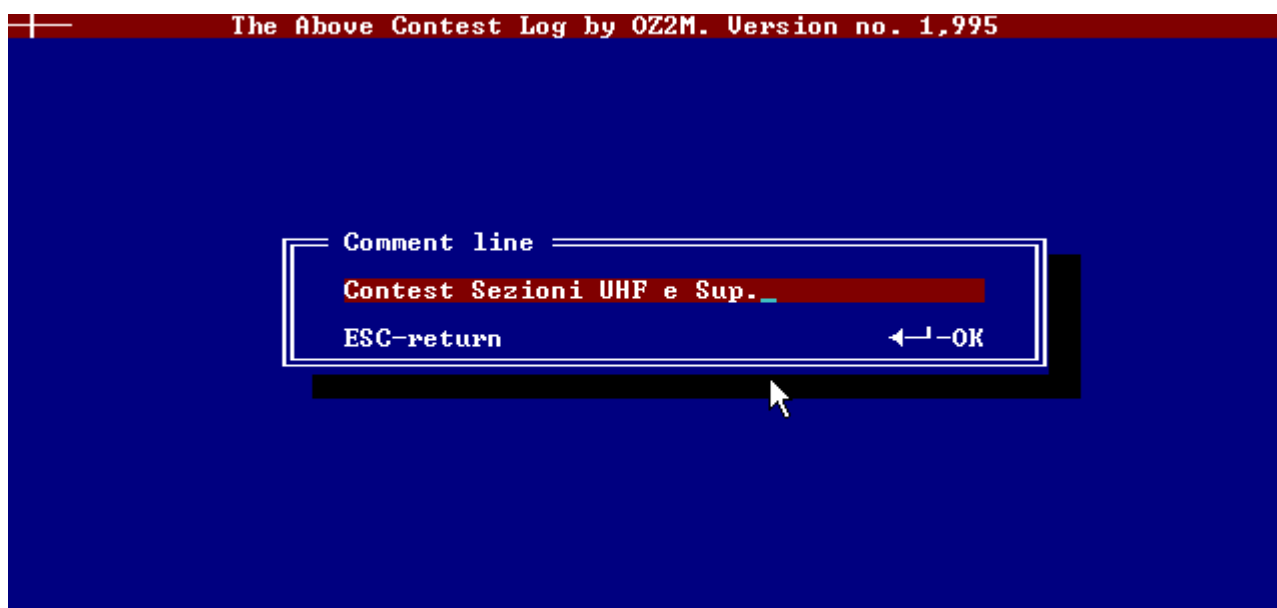 The Above Contest Log by OZ2M. Version no. 1,995
Comment line
Contest Sezioni UHF e Sup._
ESC-return ◄─┘-OK